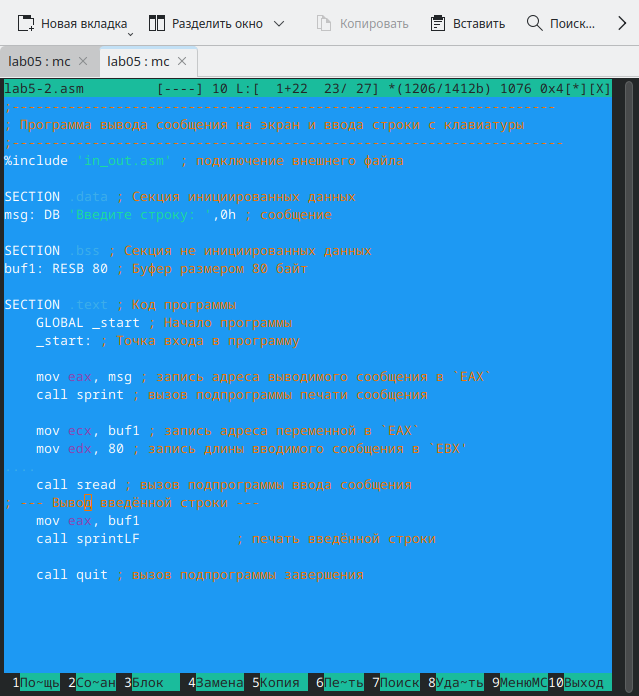 Новая вкладка Разделить окно Копировать Вставить Поиск...
lab05 : mc lab05 : mc
lab5-2.asm [----] 10 L:[ 1+22 23/ 27] *(1206/1412b) 1076 0x4[*][X]
;--------------------------------------------------------------------
; Программа вывода сообщения на экран и ввода строки с клавиатуры
;---------------------------------------------------------------------
%include 'in_out.asm' ; подключение внешнего файла
SECTION .data ; Секция инициированных данных
msg: DB 'Введите строку: ',0h ; сообщение
SECTION .bss ; Секция не инициированных данных
buf1: RESB 80 ; Буфер размером 80 байт
SECTION .text ; Код программы
GLOBAL _start ; Начало программы
_start: ; Точка входа в программу
mov eax, msg ; запись адреса выводимого сообщения в `EAX`
call sprint ; вызов подпрограммы печати сообщения
mov ecx, buf1 ; запись адреса переменной в `EAX`
mov edx, 80 ; запись длины вводимого сообщения в `EBX'
....
call sread ; вызов подпрограммы ввода сообщения
; --- Вывод введённой строки ---
mov eax, buf1
call sprintLF ; печать введённой строки
call quit ; вызов подпрограммы завершения
1По~щь 2Со~ан 3Блок 4Замена 5Копия 6Пе~ть 7Поиск 8Уда~ть 9МенюМС 10Выход